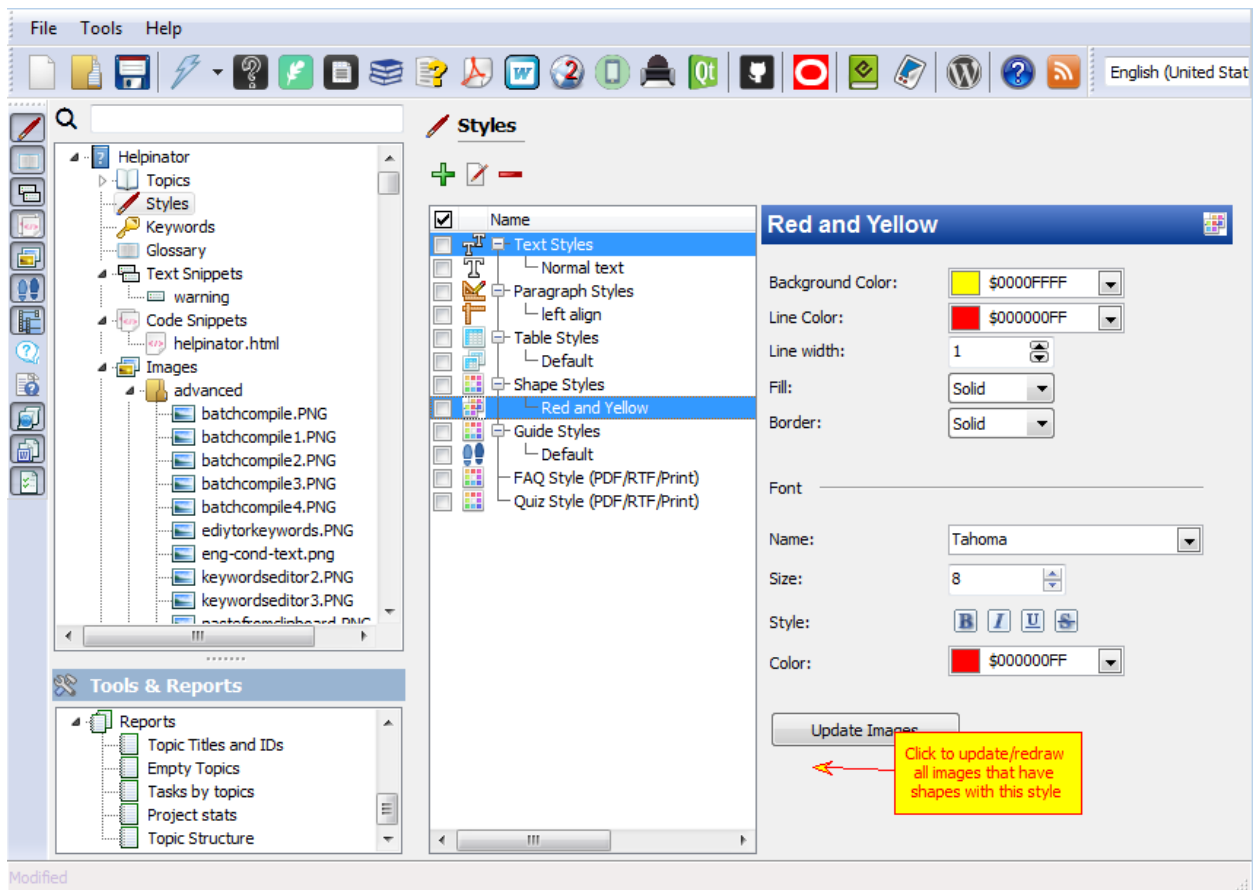 File Tools Help
W
2
Qt
English (United Stat
Styles
Helpinator
Topics
Styles
Keywords
Glossary
Text Snippets
warning
Code Snippets
helpinator.html
Images
advanced
batchcompile.PNG
batchcompile1.PNG
batchcompile2.PNG
batchcompile3.PNG
batchcompile4.PNG
ediytorkeywords.PNG
eng-cond-text.png
keywordseditor2.PNG
keywordseditor3.PNG
pastefromclipboard.PNG
Tools & Reports
Reports
Topic Titles and IDs
Empty Topics
Tasks by topics
Project stats
Topic Structure
Name
Text Styles
Normal text
Paragraph Styles
left align
Table Styles
Default
Shape Styles
Red and Yellow
Guide Styles
Default
FAQ Style (PDF/RTF/Print)
Quiz Style (PDF/RTF/Print)
Red and Yellow
Background Color: $0000FFFF
Line Color: $000000FF
Line width: 1
Fill: Solid
Border: Solid
Font
Name: Tahoma
Size: 8
Style: B I U S
Color: $000000FF
Update Images
Click to update/redraw
all images that have
shapes with this style
Modified